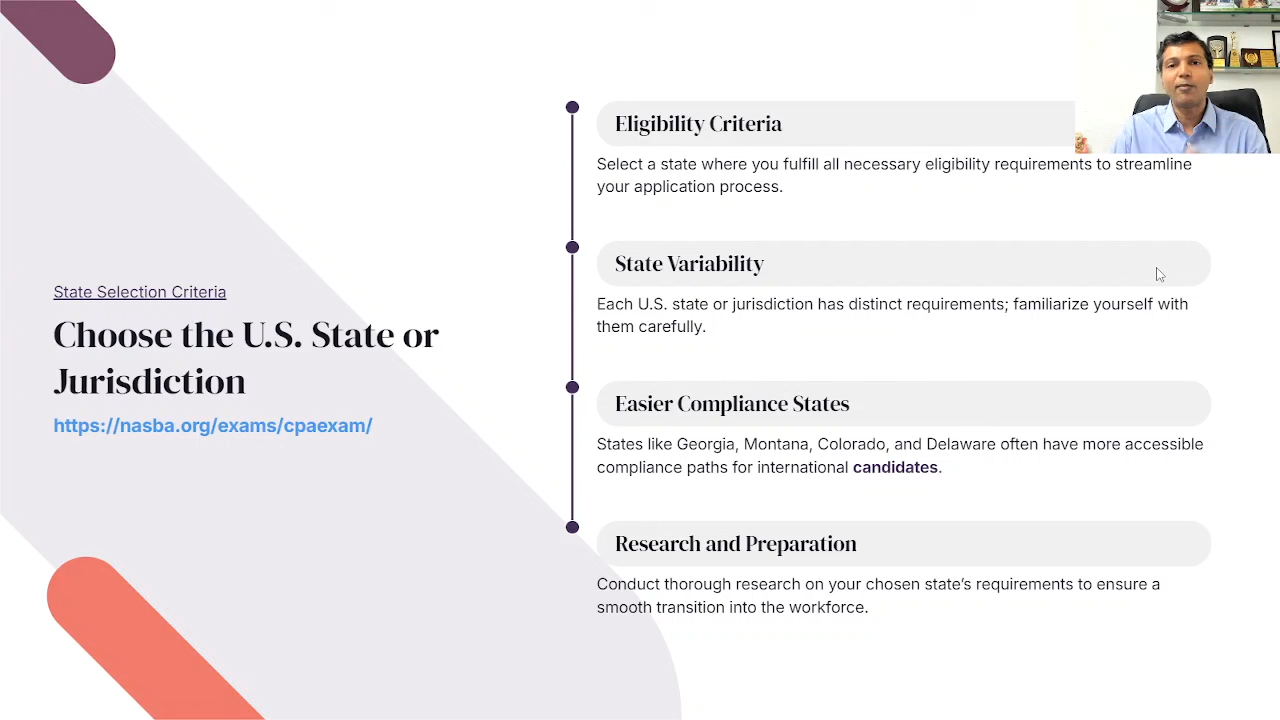 State Selection Criteria
Choose the U.S. State or
Jurisdiction
https://nasba.org/exams/cpaexam/
Eligibility Criteria
Select a state where you fulfill all necessary eligibility requirements to streamline
your application process.
State Variability
Each U.S. state or jurisdiction has distinct requirements; familiarize yourself with
them carefully.
Easier Compliance States
States like Georgia, Montana, Colorado, and Delaware often have more accessible
compliance paths for international candidates.
Research and Preparation
Conduct thorough research on your chosen state’s requirements to ensure a
smooth transition into the workforce.